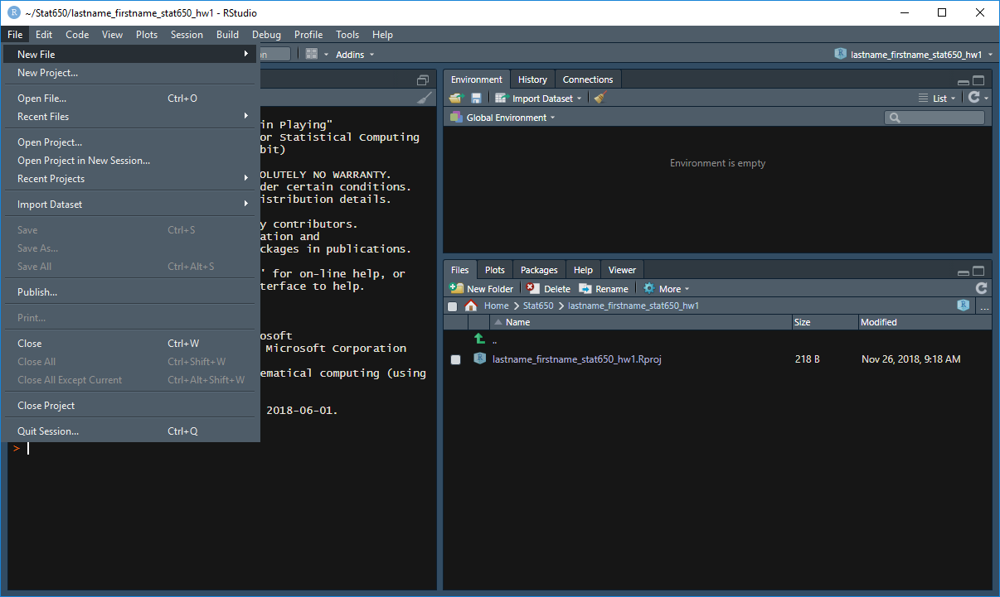 ~/Stat650/lastname_firstname_stat650_hw1 - RStudio
File Edit Code View Plots Session Build Debug Profile Tools Help
Addins
lastname_firstname_stat650_hw1
New File
New Project...
Open File... Ctrl+O
Recent Files
Open Project...
Open Project in New Session...
Recent Projects
Import Dataset
Save Ctrl+S
Save As...
Save All Ctrl+Alt+S
Publish...
Print...
Close Ctrl+W
Close All Ctrl+Shift+W
Close All Except Current Ctrl+Alt+Shift+W
Close Project
Quit Session... Ctrl+Q
in Playing"
or Statistical Computing
bit)
OLUTELY NO WARRANTY.
der certain conditions.
istribution details.
y contributors.
ation and
ckages in publications.
' for on-line help, or
terface to help.
osoft
Microsoft Corporation
ematical computing (using
2018-06-01.
>
Environment History Connections
Import Dataset List
Global Environment
Environment is empty
Files Plots Packages Help Viewer
New Folder Delete Rename More
Home Stat650 lastname_firstname_stat650_hw1 ...
Name Size Modified
..
lastname_firstname_stat650_hw1.Rproj 218 B Nov 26, 2018, 9:18 AM